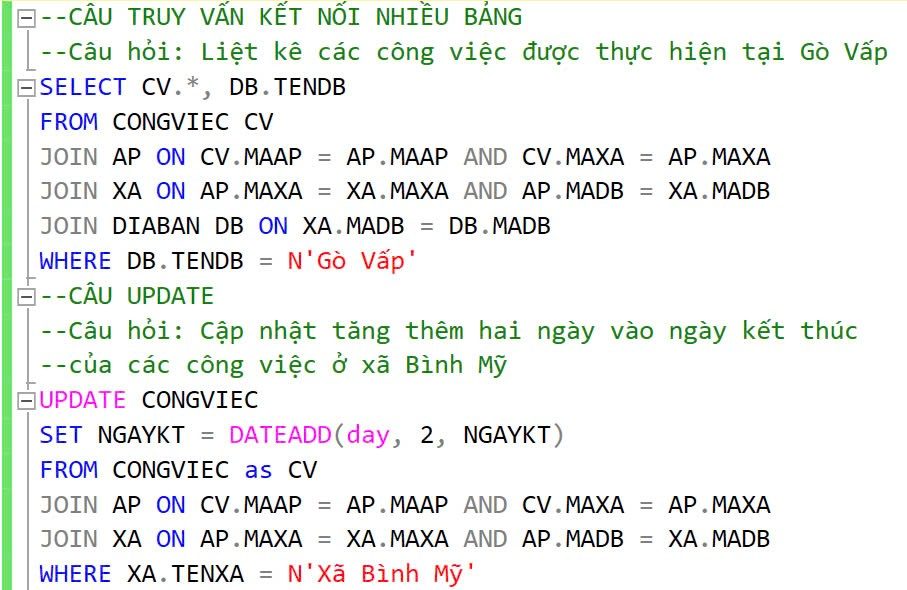 --CÂU TRUY VẤN KẾT NỐI NHIỀU BẢNG
--Câu hỏi: Liệt kê các công việc được thực hiện tại Gò Vấp
SELECT CV.*, DB.TENDB
FROM CONGVIEC CV
JOIN AP ON CV.MAAP = AP.MAAP AND CV.MAXA = AP.MAXA
JOIN XA ON AP.MAXA = XA.MAXA AND AP.MADB = XA.MADB
JOIN DIABAN DB ON XA.MADB = DB.MADB
WHERE DB.TENDB = N'Gò Vấp'
--CÂU UPDATE
--Câu hỏi: Cập nhật tăng thêm hai ngày vào ngày kết thúc
--của các công việc ở xã Bình Mỹ
UPDATE CONGVIEC
SET NGAYKT = DATEADD(day, 2, NGAYKT)
FROM CONGVIEC as CV
JOIN AP ON CV.MAAP = AP.MAAP AND CV.MAXA = AP.MAXA
JOIN XA ON AP.MAXA = XA.MAXA AND AP.MADB = XA.MADB
WHERE XA.TENXA = N'Xã Bình Mỹ'